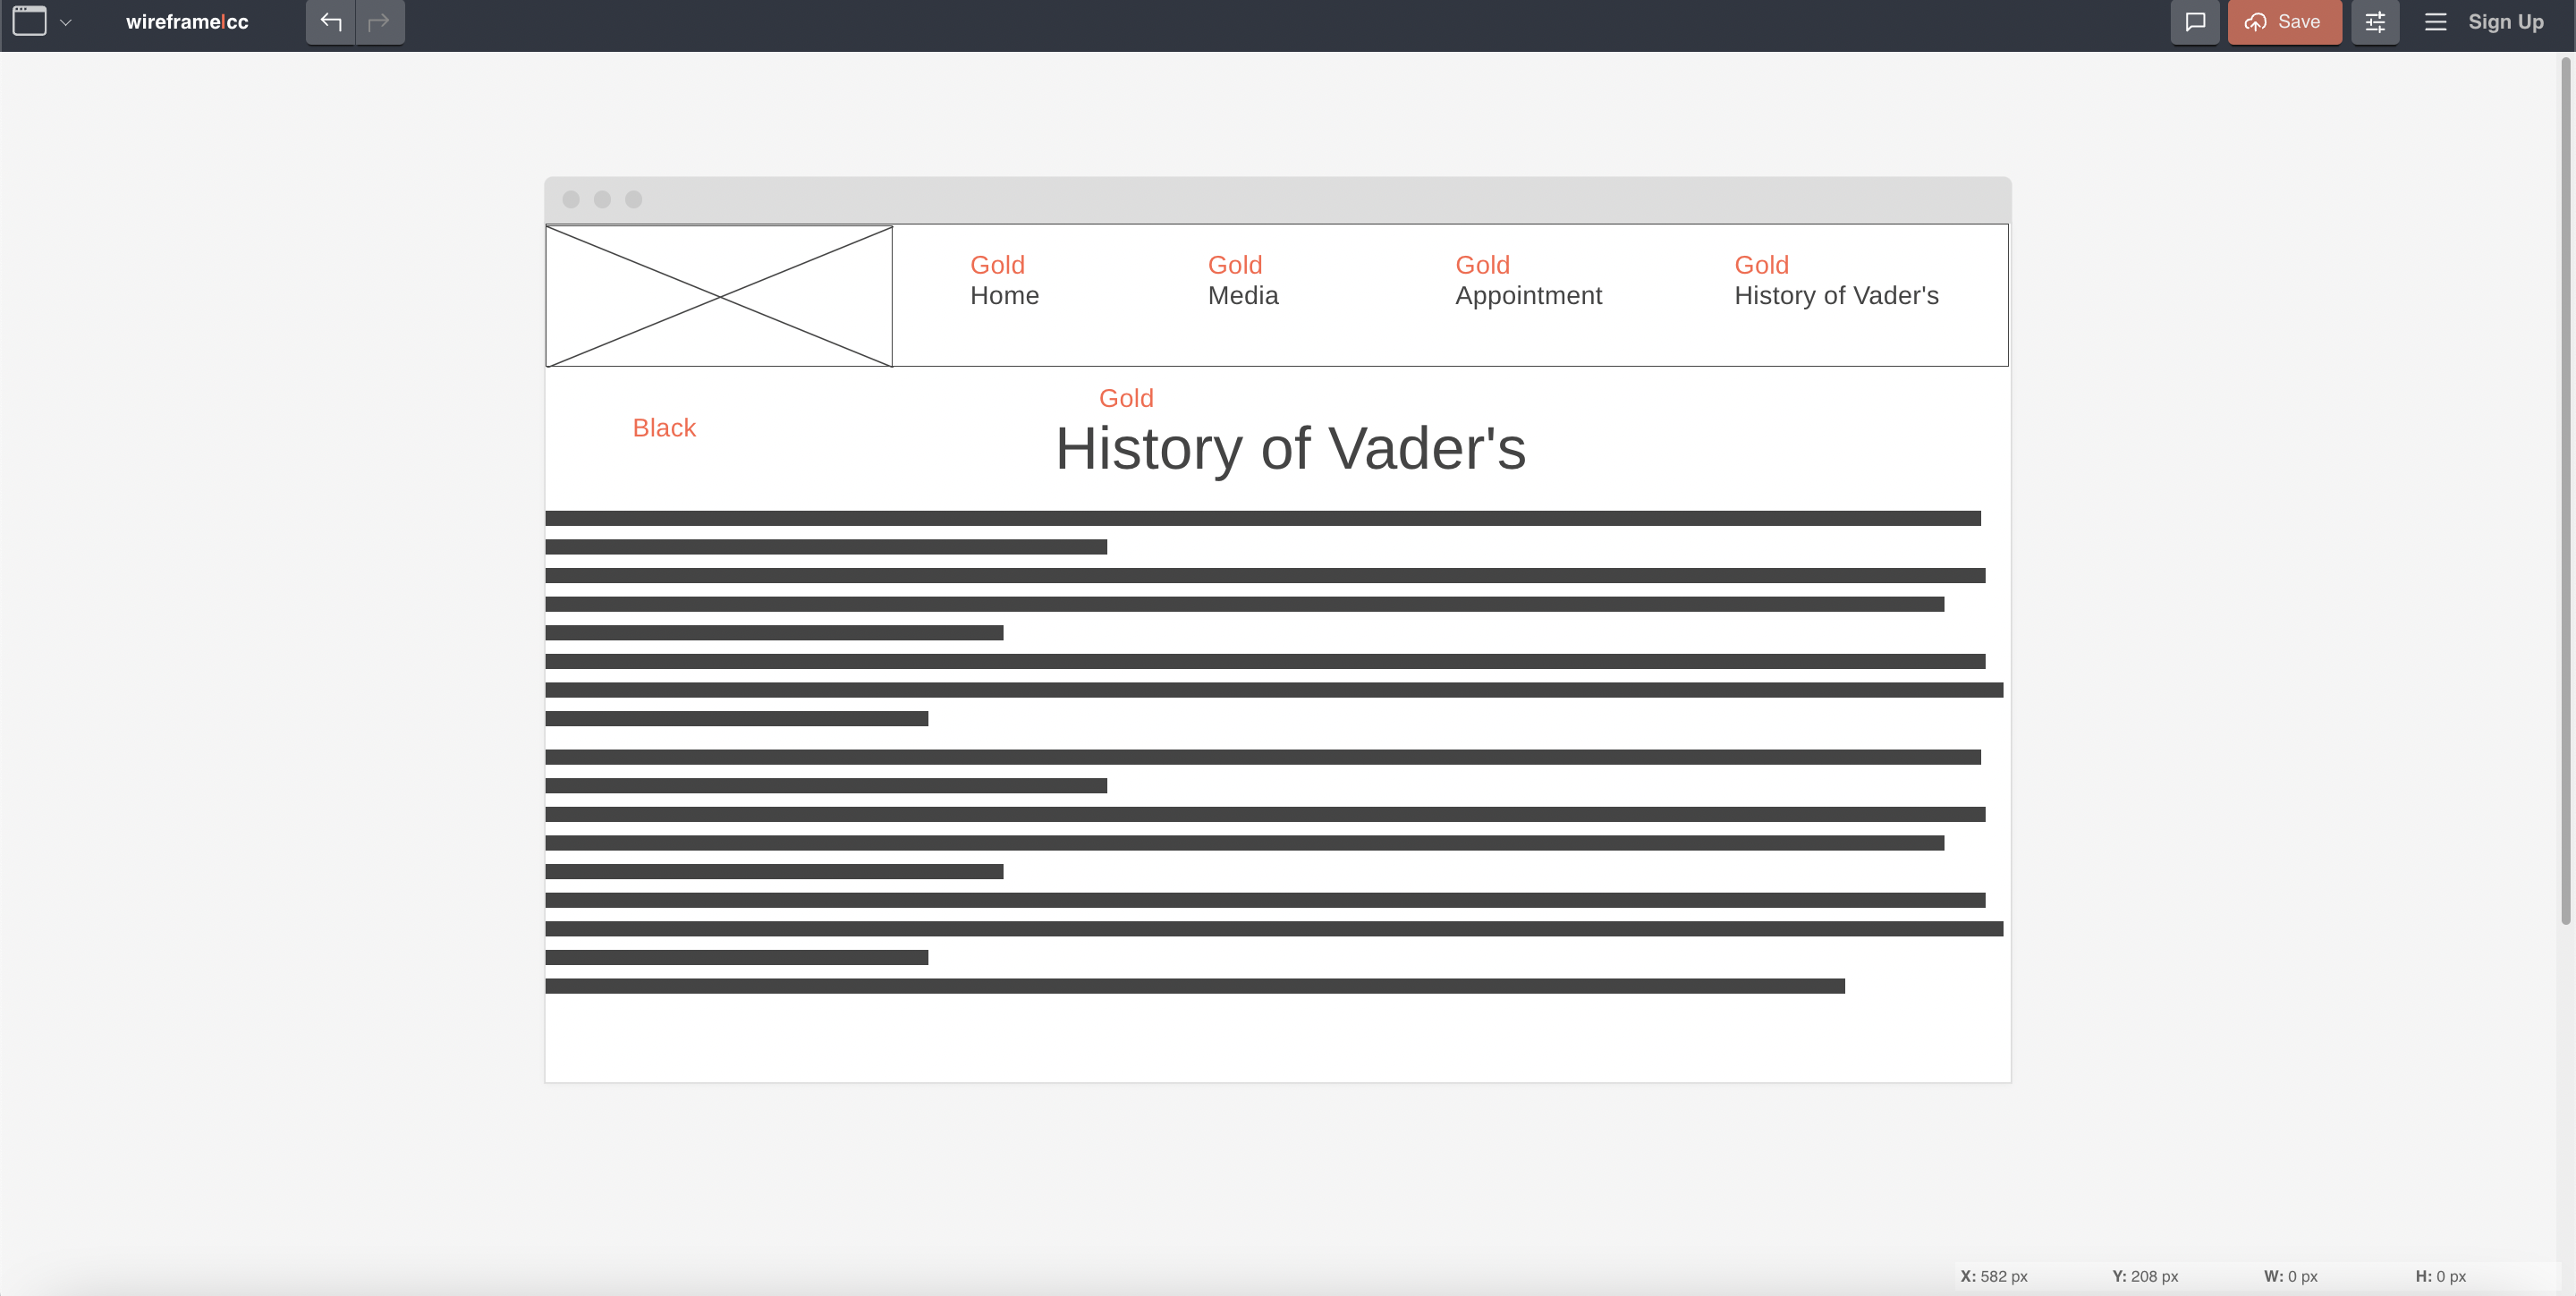 wireframe|cc
Save
Sign Up
Gold
Home
Gold
Media
Gold
Appointment
Gold
History of Vader's
Black
Gold
History of Vader's
X: 582 px Y: 208 px W: 0 px H: 0 px